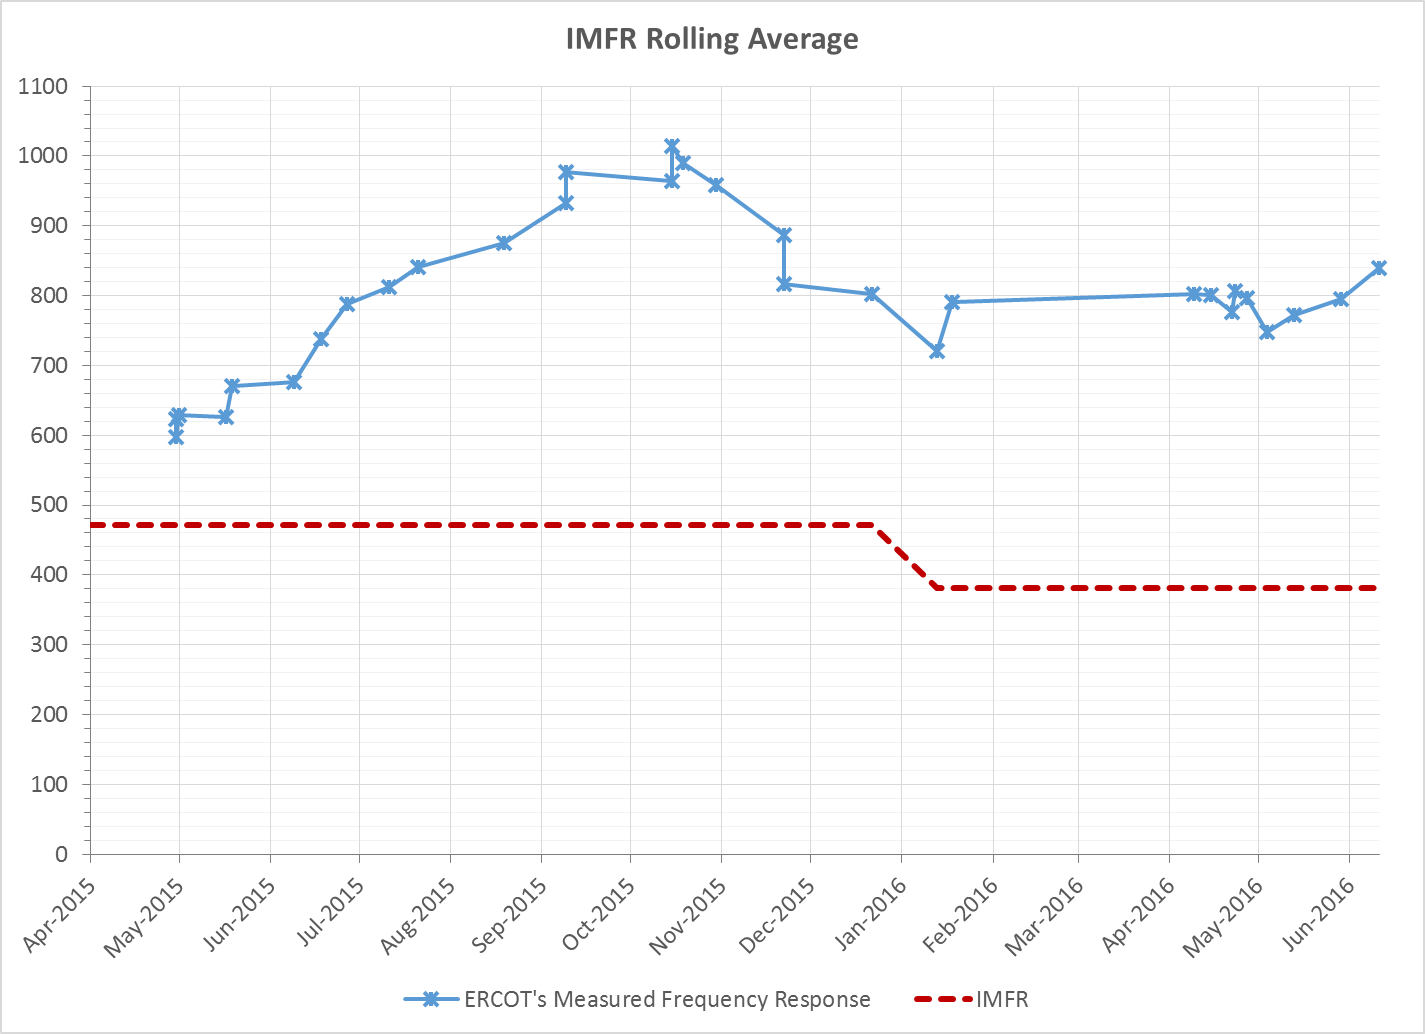 IMFR Rolling Average
1100
1000
900
800
700
600
500
400
300
200
100
0
Apr-2015
May-2015
Jun-2015
Jul-2015
Aug-2015
Sep-2015
Oct-2015
Nov-2015
Dec-2015
Jan-2016
Feb-2016
Mar-2016
Apr-2016
May-2016
Jun-2016
ERCOT's Measured Frequency Response
IMFR